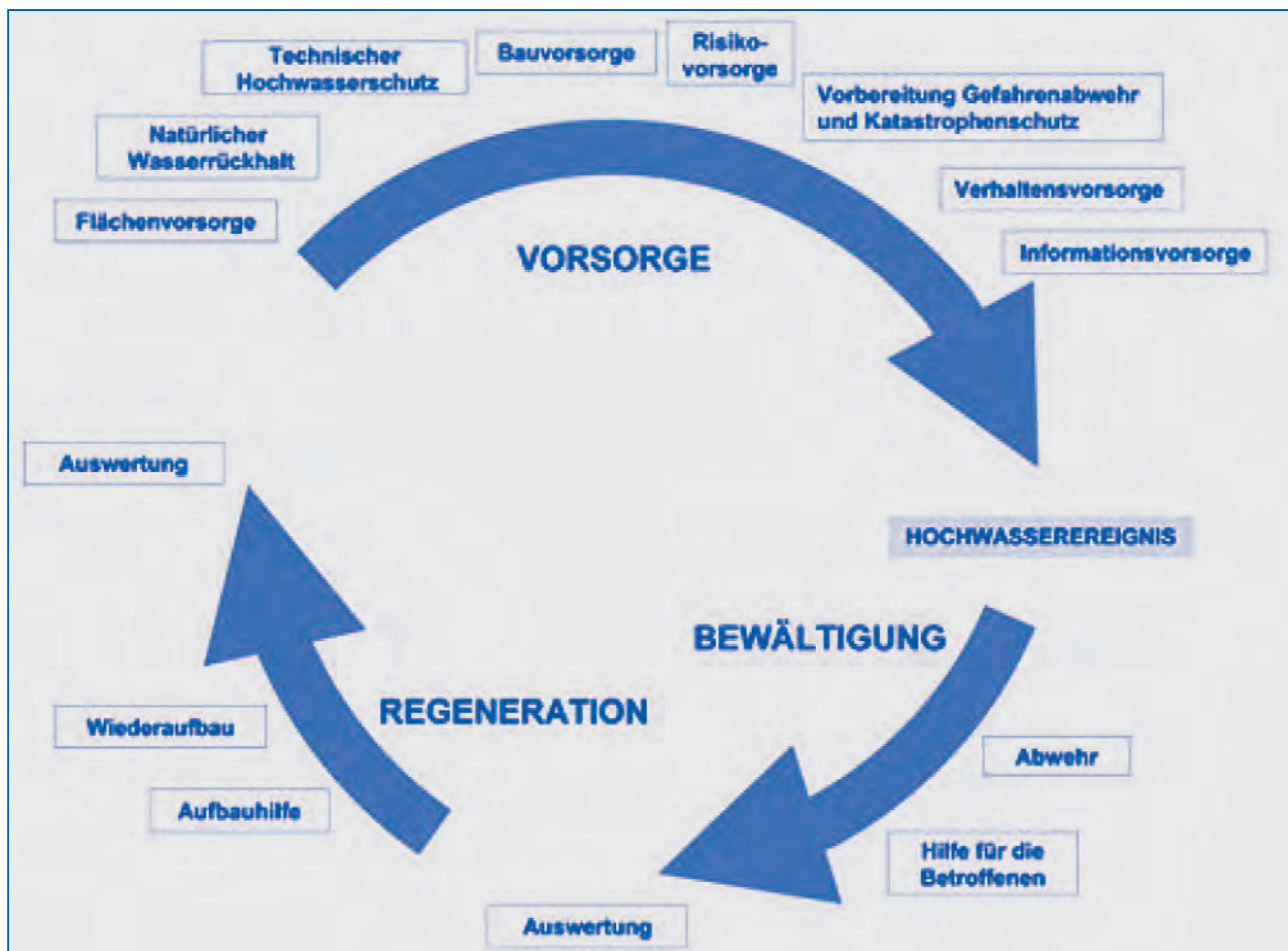 Technischer
Hochwasserschutz
Bauvorsorge
Risiko-
vorsorge
Vorbereitung Gefahrenabwehr
und Katastrophenschutz
Natürlicher
Wasserrückhalt
Verhaltensvorsorge
Flächenvorsorge
Informationsvorsorge
VORSORGE
Auswertung
HOCHWASSEREREIGNIS
BEWÄLTIGUNG
REGENERATION
Wiederaufbau
Abwehr
Aufbauhilfe
Hilfe für die
Betroffenen
Auswertung